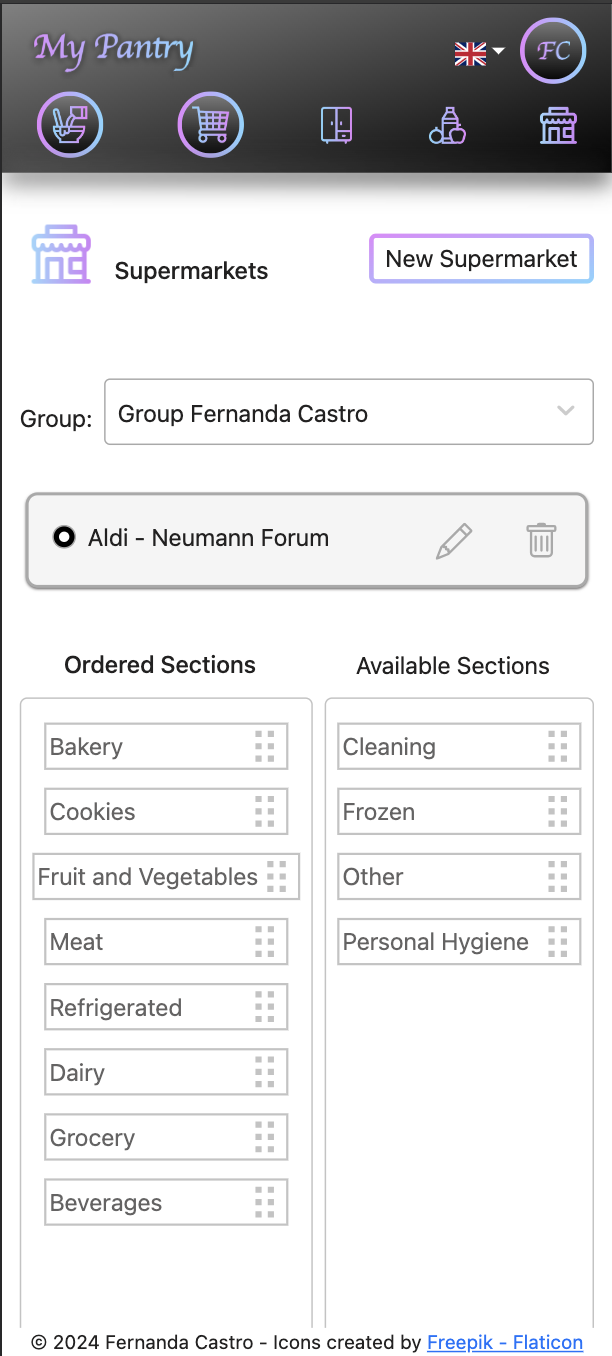 My Pantry
FC
Supermarkets
New Supermarket
Group:
Group Fernanda Castro
Aldi - Neumann Forum
Ordered Sections
Available Sections
Bakery
Cookies
Fruit and Vegetables
Meat
Refrigerated
Dairy
Grocery
Beverages
Cleaning
Frozen
Other
Personal Hygiene
© 2024 Fernanda Castro - Icons created by Freepik - Flaticon